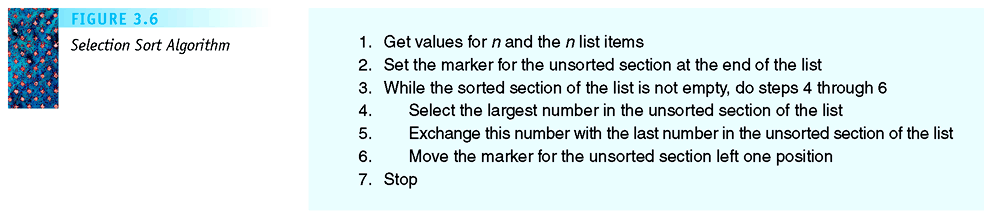 FIGURE 3.6
Selection Sort Algorithm
1. Get values for n and the n list items
2. Set the marker for the unsorted section at the end of the list
3. While the sorted section of the list is not empty, do steps 4 through 6
4. Select the largest number in the unsorted section of the list
5. Exchange this number with the last number in the unsorted section of the list
6. Move the marker for the unsorted section left one position
7. Stop